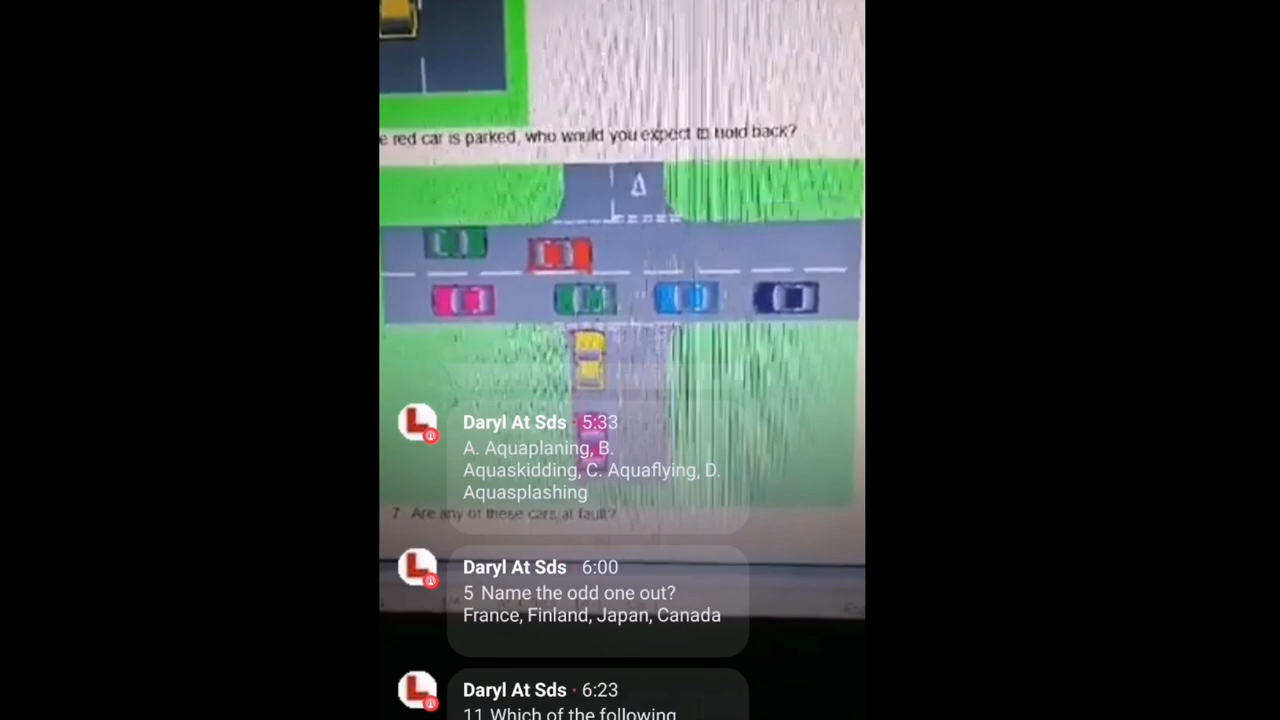 e red car is parked, who would you expect to hold back?
Daryl At Sds · 5:33
A. Aquaplaning, B.
Aquaskidding, C. Aquaflying, D.
Aquasplashing
7 Are any of these cars at fault?
Daryl At Sds · 6:00
5 Name the odd one out?
France, Finland, Japan, Canada
Daryl At Sds · 6:23
11 Which of the following